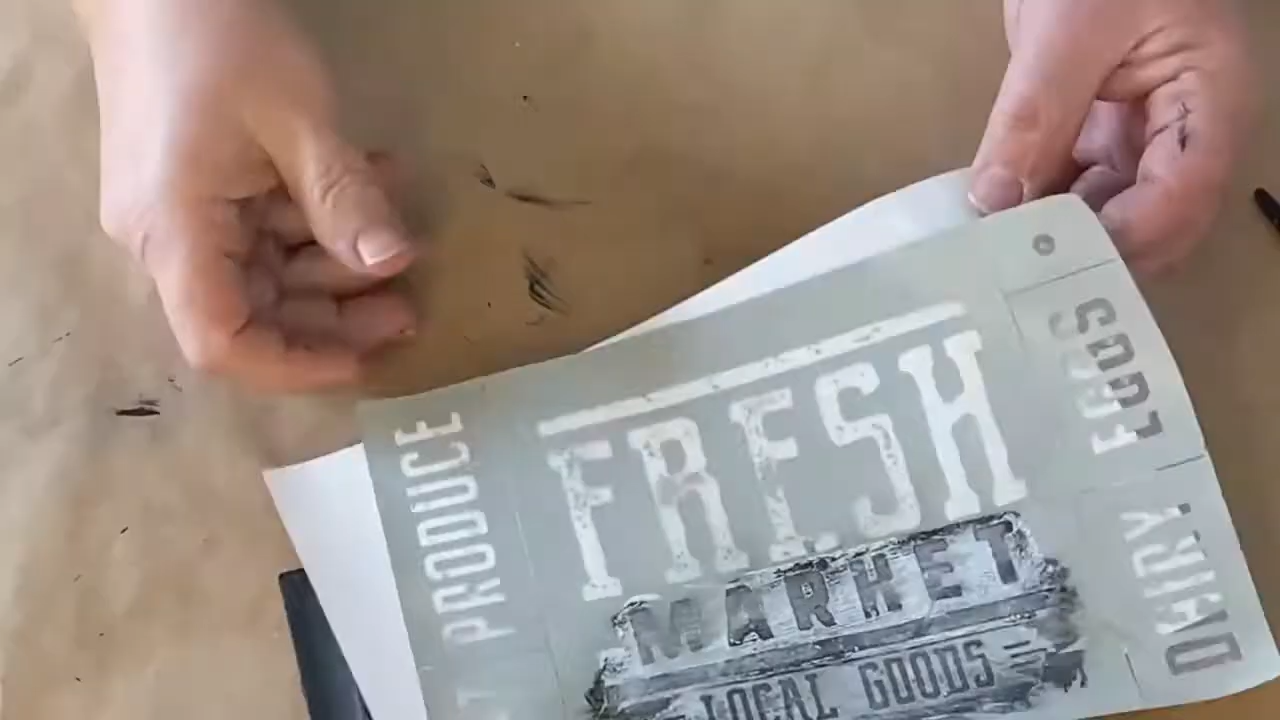 PRODUCE
FRESH
MARKET
LOCAL GOODS
EGGS
DAIRY